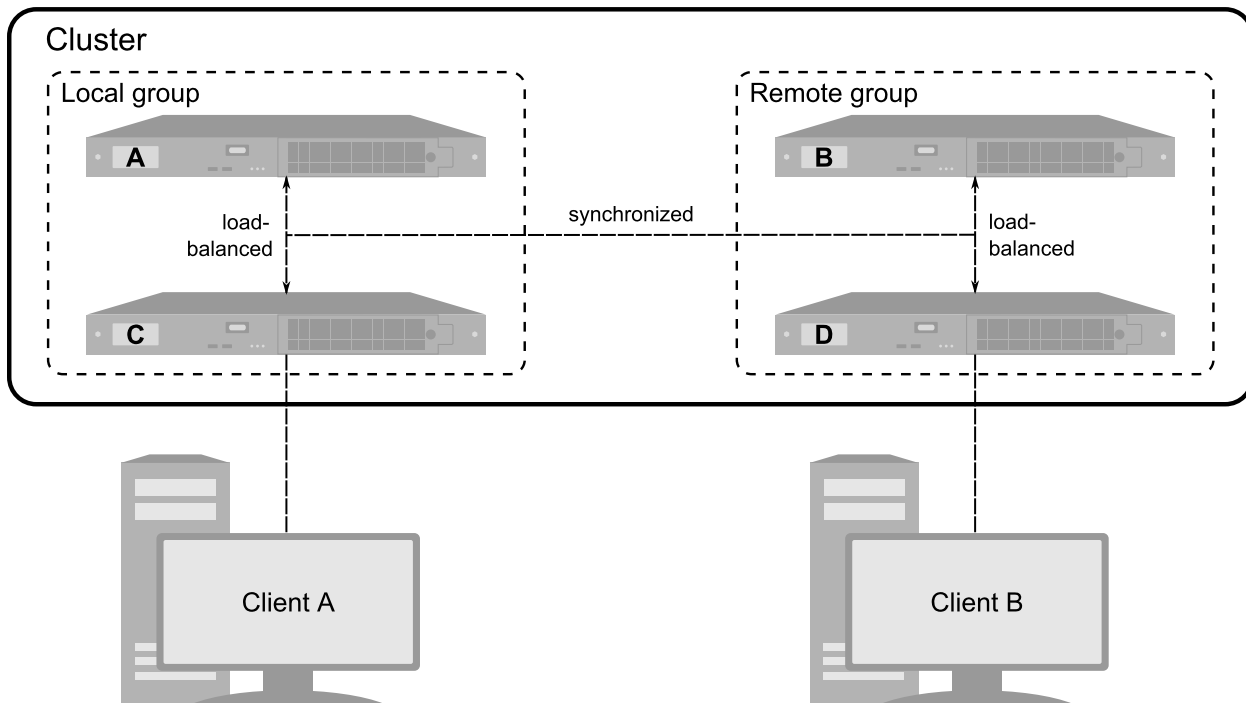 Cluster
Local group
Remote group
A
B
load-
balanced
synchronized
load-
balanced
C
D
Client A
Client B